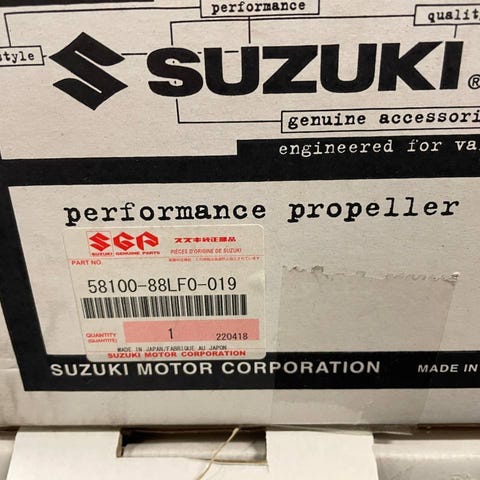 performance
style
quality
SUZUKI®
genuine accessori
engineered for va
performance propeller
SGP スズキ純正部品
SUZUKI GENUINE PARTS PIÈCES D'ORIGINE DE SUZUKI
PART NO.
58100-88LF0-019
QUANTITY
(QUANTITÉ)
1 220418
MADE IN JAPAN/FABRIQUÉ AU JAPON
SUZUKI MOTOR CORPORATION
SUZUKI MOTOR CORPORATION MADE IN